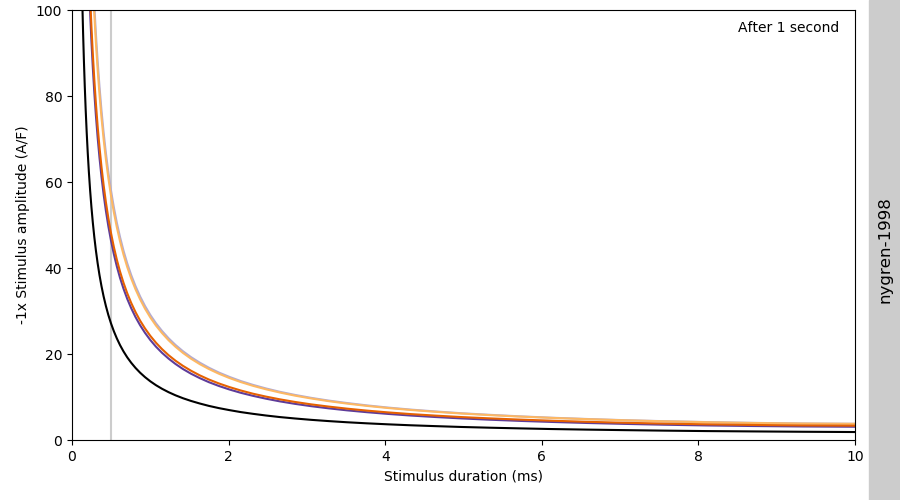 100
80
60
40
20
0
-1x Stimulus amplitude (A/F)
After 1 second
0 2 4 6 8 10
Stimulus duration (ms)
nygren-1998